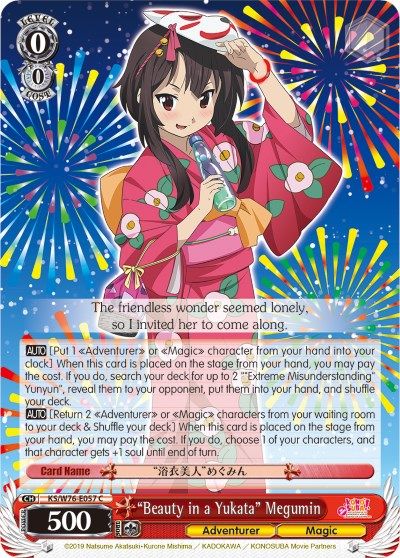 LEVEL
0
0
COST
The friendless wonder seemed lonely,
so I invited her to come along.
AUTO [Put 1 «Adventurer» or «Magic» character from your hand into your
clock] When this card is placed on the stage from your hand, you may pay
the cost. If you do, search your deck for up to 2 ""Extreme Misunderstanding"
Yunyun", reveal them to your opponent, put them into your hand, and shuffle
your deck.
AUTO [Return 2 «Adventurer» or «Magic» characters from your waiting room
to your deck & Shuffle your deck] When this card is placed on the stage from
your hand, you may pay the cost. If you do, choose 1 of your characters, and
that character gets +1 soul until end of turn.
Card Name "浴衣美人"めぐみん
CH KS/W76-E057 C
POWER 500
"Beauty in a Yukata" Megumin
Adventurer Magic
©2019 Natsume Akatsuki·Kurone Mishima / KADOKAWA / KONOSUBA Movie Partners